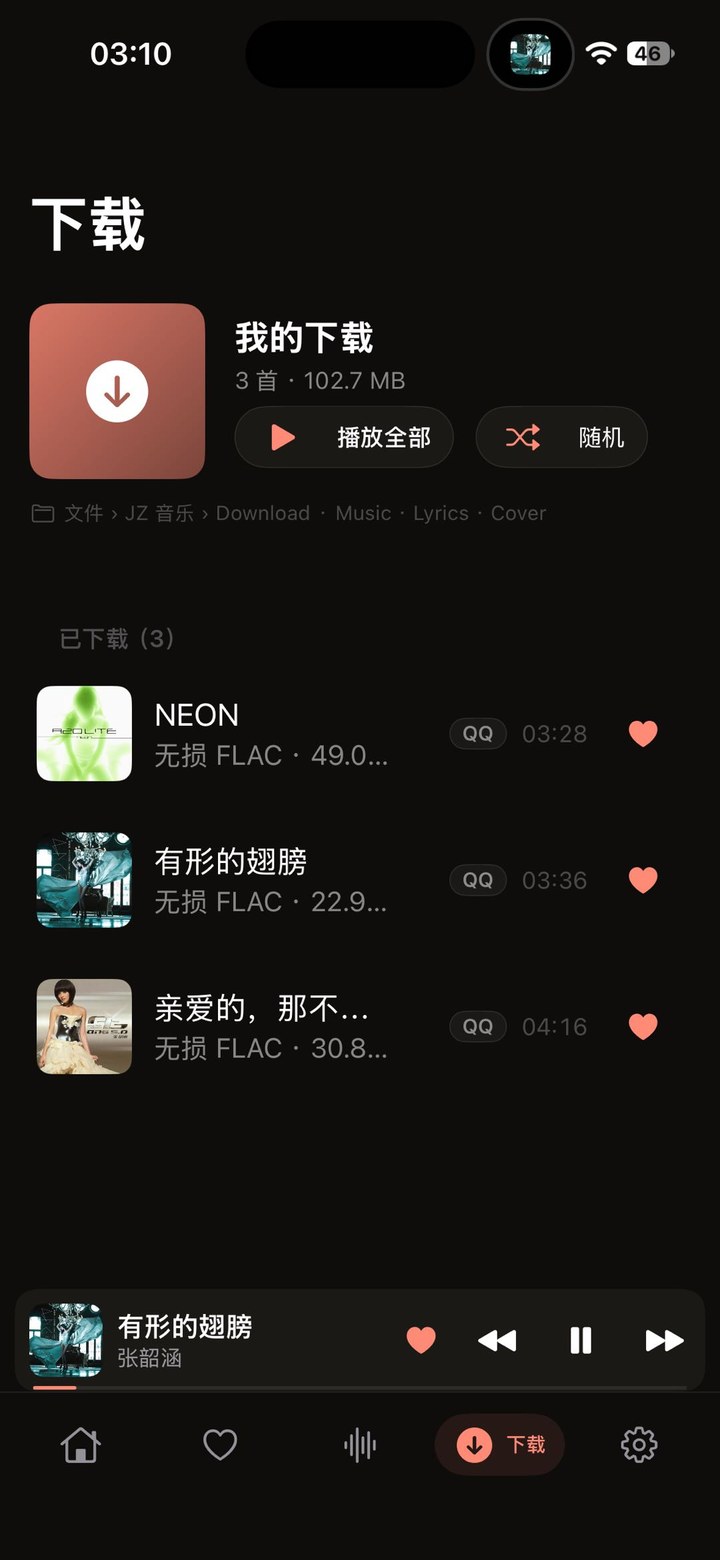 03:10
46
下载
我的下载
3 首 · 102.7 MB
播放全部
随机
文件 › JZ 音乐 › Download · Music · Lyrics · Cover
已下载 (3)
NEON
无损 FLAC · 49.0...
QQ 03:28
有形的翅膀
无损 FLAC · 22.9...
QQ 03:36
亲爱的，那不...
无损 FLAC · 30.8...
QQ 04:16
有形的翅膀
张韶涵
下载